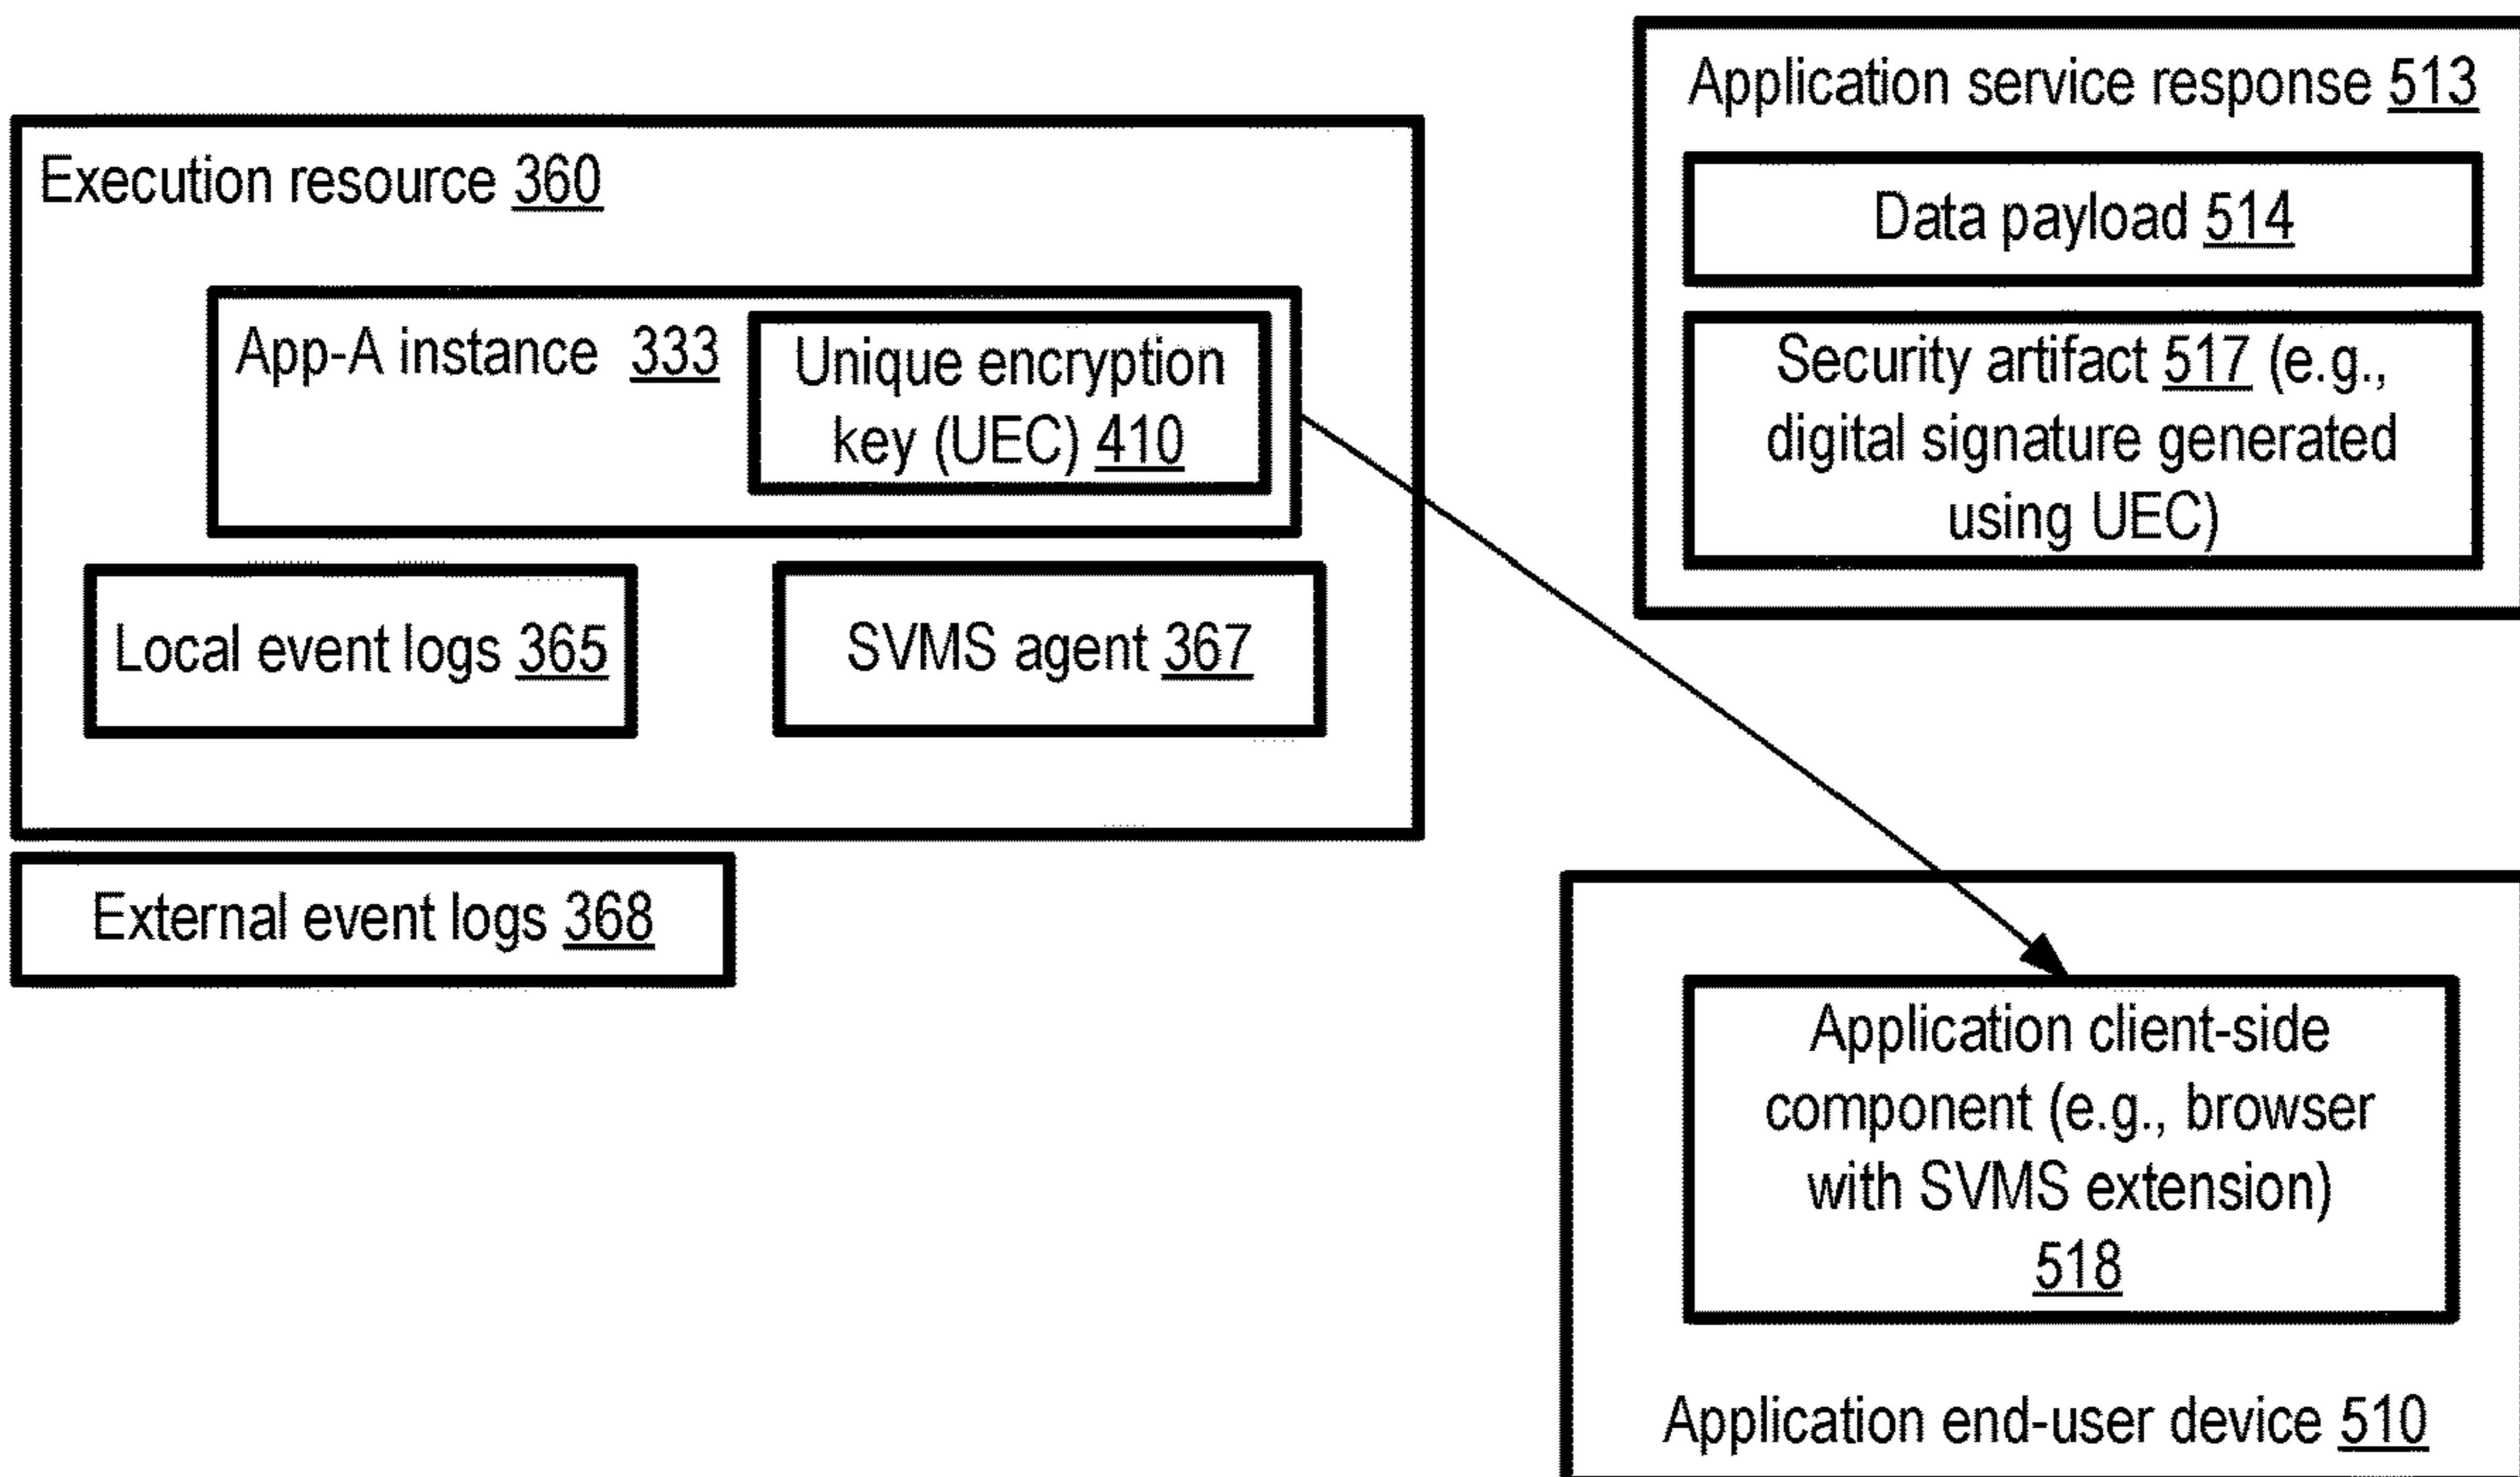 Execution resource 360
App-A instance 333
Unique encryption
key (UEC) 410
Local event logs 365
SVMS agent 367
External event logs 368
Application service response 513
Data payload 514
Security artifact 517 (e.g.,
digital signature generated
using UEC)
Application client-side
component (e.g., browser
with SVMS extension)
518
Application end-user device 510